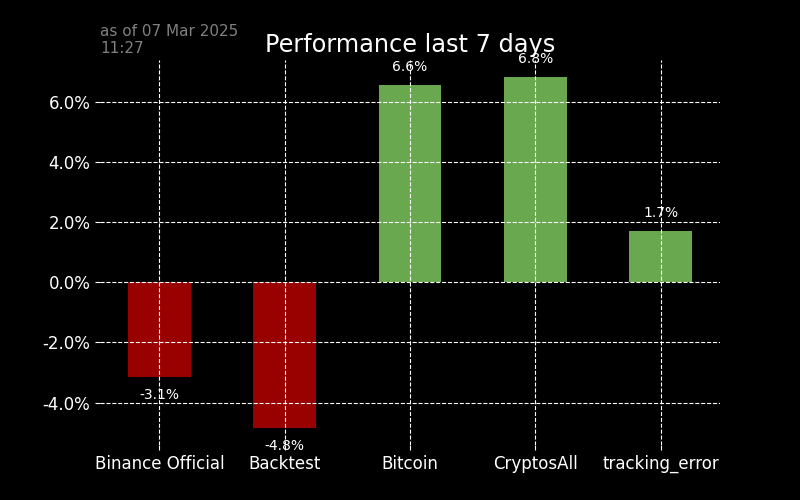 as of 07 Mar 2025
11:27
Performance last 7 days
6.6%
6.8%
6.0%
4.0%
2.0%
1.7%
0.0%
-2.0%
-3.1%
-4.0%
-4.8%
Binance Official
Backtest
Bitcoin
CryptosAll
tracking_error